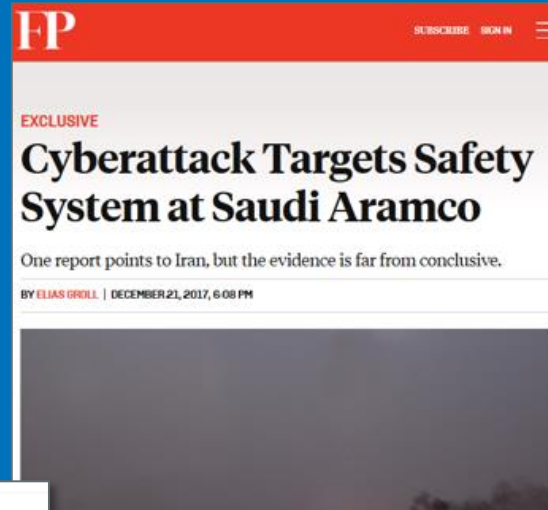 FP
SUBSCRIBE SIGN IN
EXCLUSIVE
Cyberattack Targets Safety
System at Saudi Aramco
One report points to Iran, but the evidence is far from conclusive.
BY ELIAS GROLL | DECEMBER 21, 2017, 6:08 PM